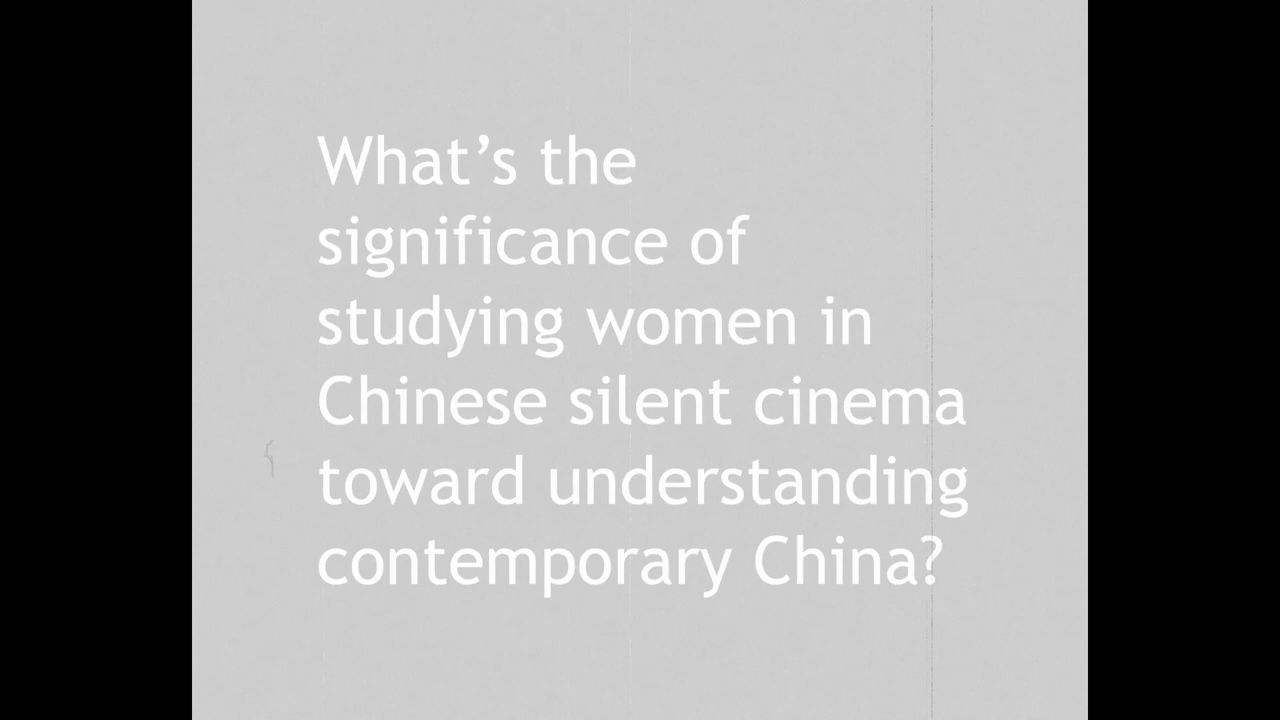 What’s the
significance of
studying women in
Chinese silent cinema
toward understanding
contemporary China?